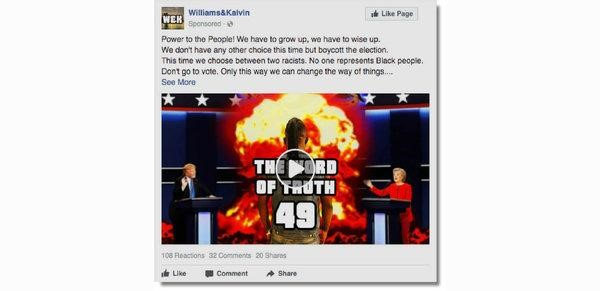 WEK
Williams&Kalvin
Like Page
Sponsored ·
Power to the People! We have to grow up, we have to wise up.
We don't have any other choice this time but boycott the election.
This time we choose between two racists. No one represents Black people.
Don't go to vote. Only this way we can change the way of things....
See More
THE WORD
OF TRUTH
49
108 Reactions 32 Comments 20 Shares
Like Comment Share